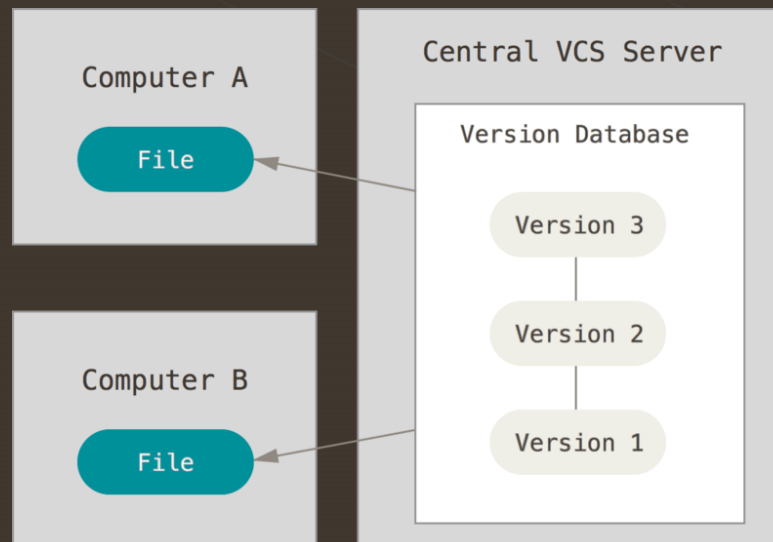 Computer A
File
Computer B
File
Central VCS Server
Version Database
Version 3
Version 2
Version 1